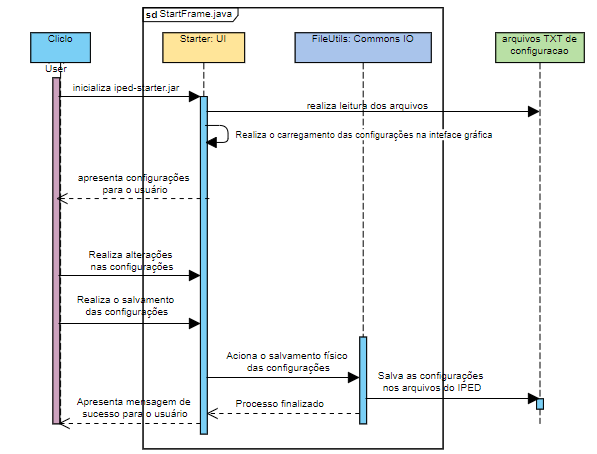 sd StartFrame.java
Cliclo
Starter: UI
FileUtils: Commons IO
arquivos TXT de
configuracao
User
inicializa iped-starter.jar
realiza leitura dos arquivos
Realiza o carregamento das configurações na inteface gráfica
apresenta configurações
para o usuário
Realiza alterações
nas configurações
Realiza o salvamento
das configurações
Aciona o salvamento físico
das configurações
Salva as configurações
nos arquivos do IPED
Processo finalizado
Apresenta mensagem de
sucesso para o usuário